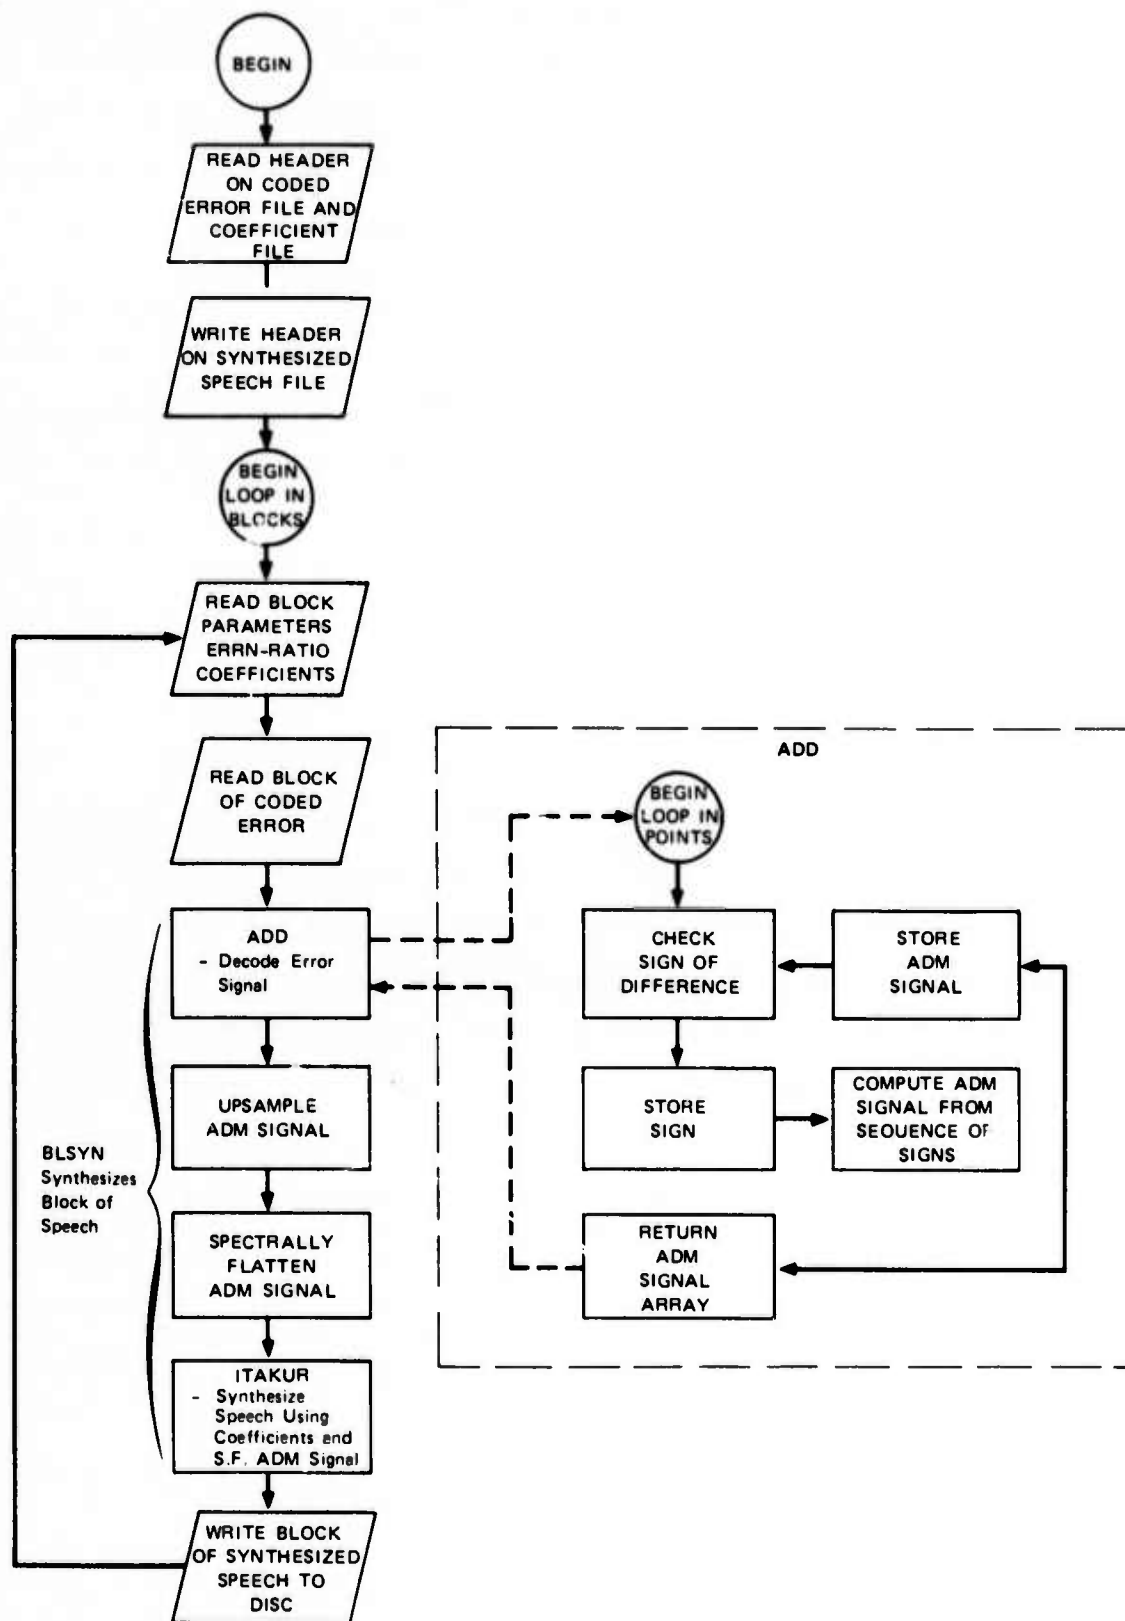 BEGIN
READ HEADER
ON CODED
ERROR FILE AND
COEFFICIENT
FILE
WRITE HEADER
ON SYNTHESIZED
SPEECH FILE
BEGIN
LOOP IN
BLOCKS
READ BLOCK
PARAMETERS
ERRN-RATIO
COEFFICIENTS
READ BLOCK
OF CODED
ERROR
ADD
- Decode Error
Signal
UPSAMPLE
ADM SIGNAL
BLSYN
Synthesizes
Block of
Speech
SPECTRALLY
FLATTEN
ADM SIGNAL
ITAKUR
- Synthesize
Speech Using
Coefficients and
S.F. ADM Signal
WRITE BLOCK
OF SYNTHESIZED
SPEECH TO
DISC
ADD
BEGIN
LOOP IN
POINTS
CHECK
SIGN OF
DIFFERENCE
STORE
ADM
SIGNAL
STORE
SIGN
COMPUTE ADM
SIGNAL FROM
SEQUENCE OF
SIGNS
RETURN
ADM
SIGNAL
ARRAY